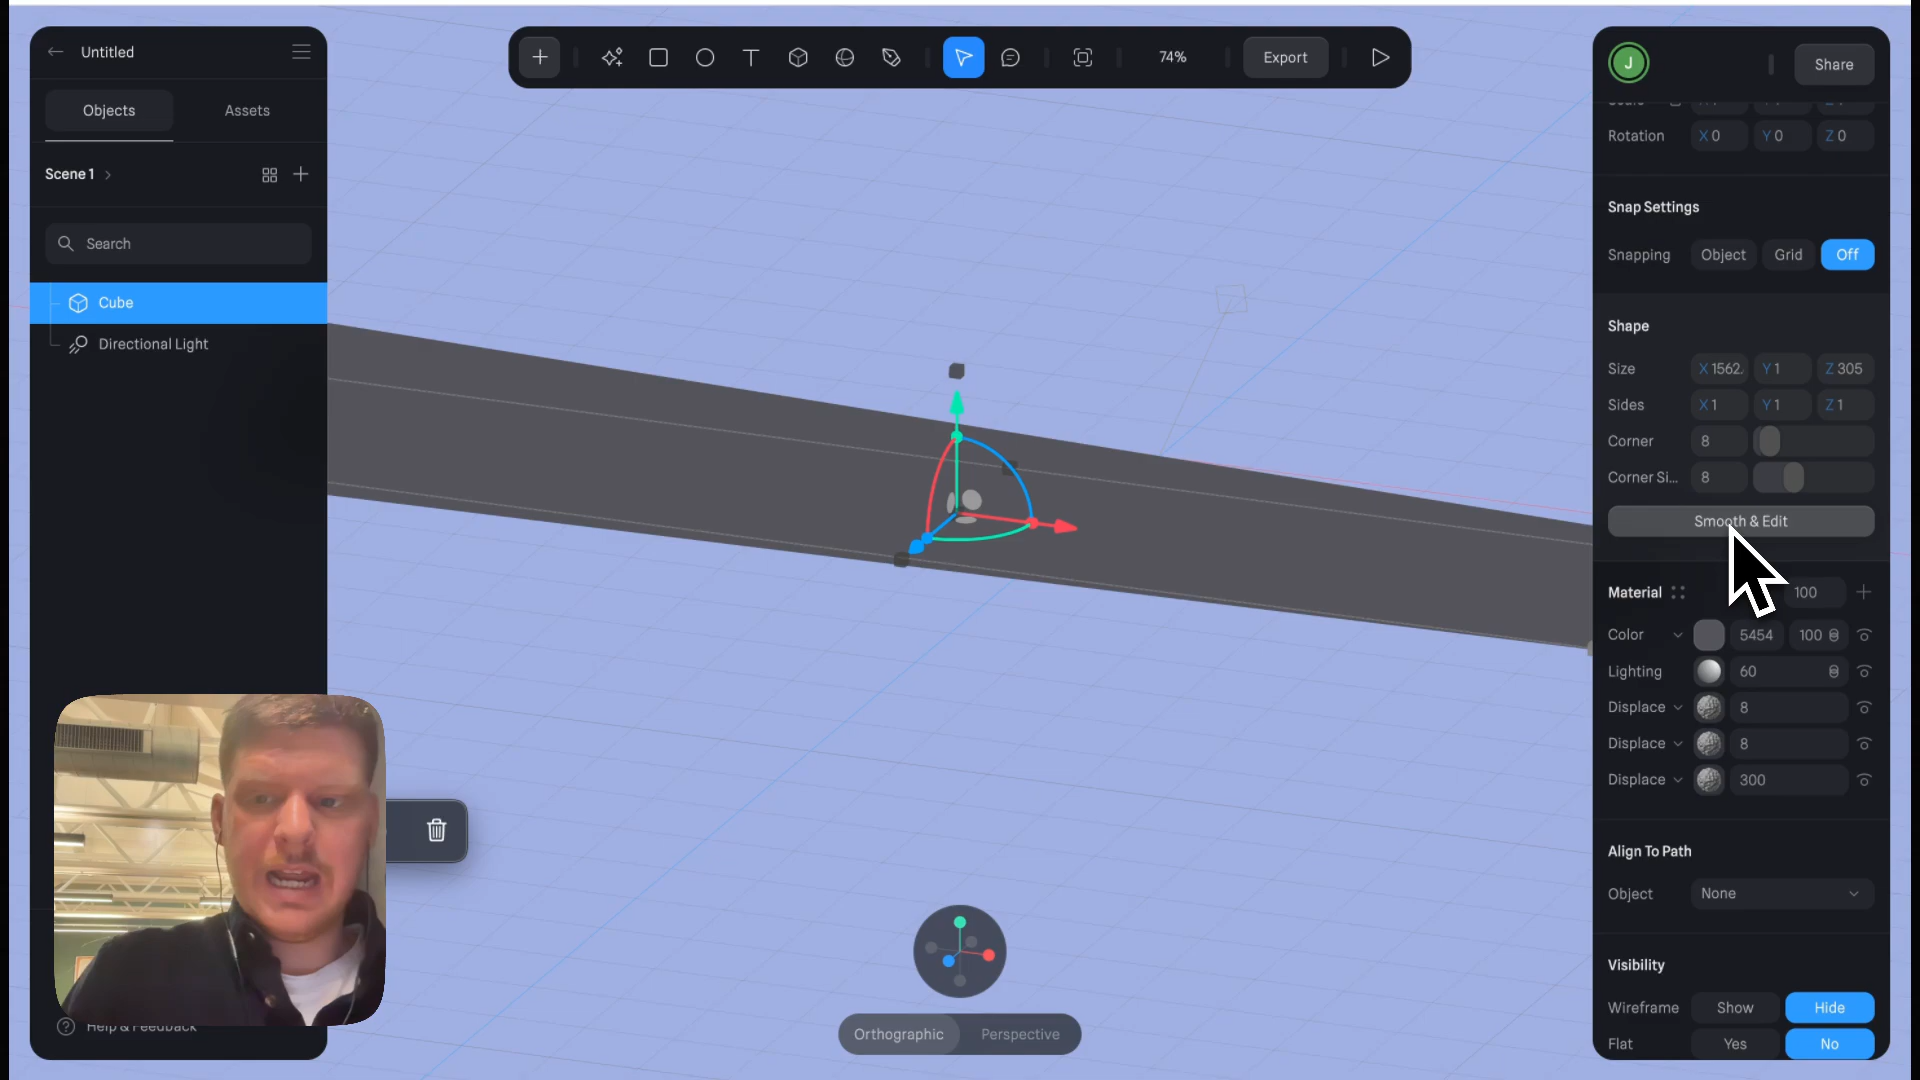 Untitled
Objects
Assets
Scene 1
Search
Cube
Directional Light
Help & Feedback
74%
Export
Orthographic
Perspective
J
Share
Rotation X 0 Y 0 Z 0
Snap Settings
Snapping Object Grid Off
Shape
Size X 1562. Y 1 Z 305
Sides X 1 Y 1 Z 1
Corner 8
Corner Si... 8
Smooth & Edit
Material 100
Color 5454 100
Lighting 60
Displace 8
Displace 8
Displace 300
Align To Path
Object None
Visibility
Wireframe Show Hide
Flat Yes No